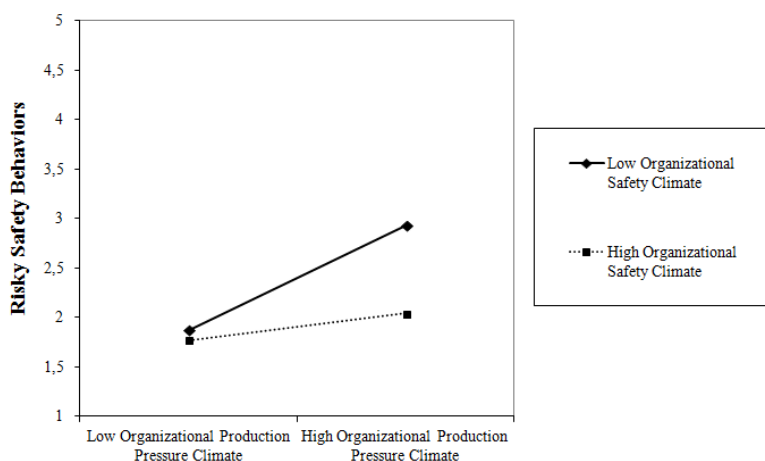 5
4,5
4
3,5
3
2,5
2
1,5
1
Risky Safety Behaviors
Low Organizational Production
Pressure Climate
High Organizational Production
Pressure Climate
Low Organizational
Safety Climate
High Organizational
Safety Climate